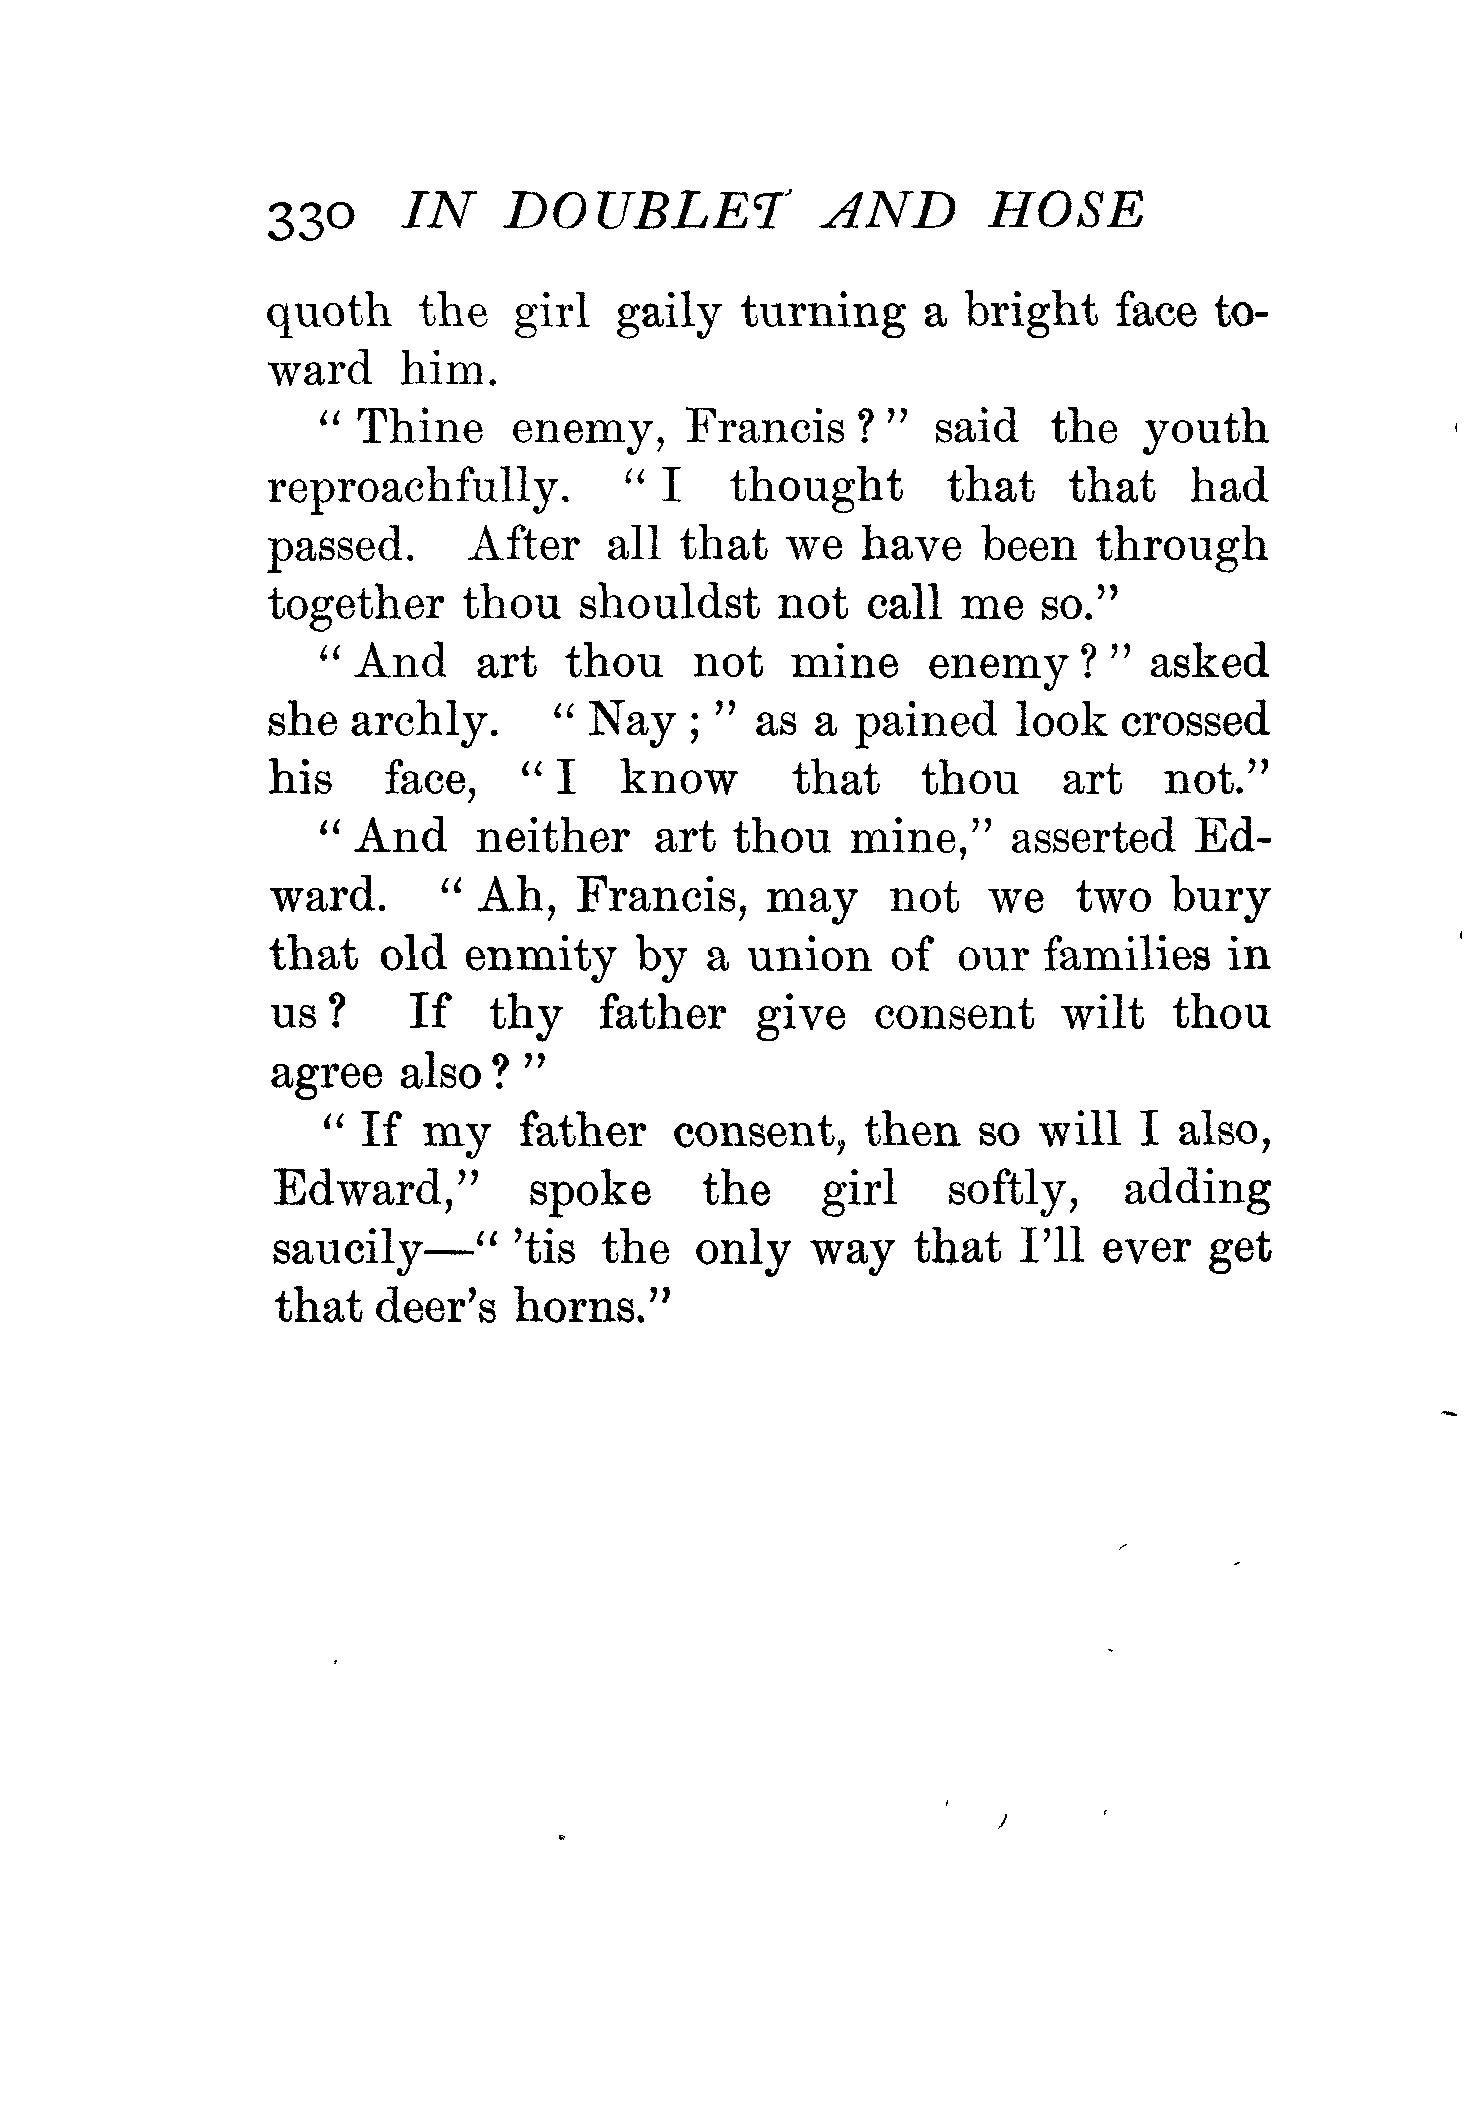 330 IN DOUBLET AND HOSE
quoth the girl gaily turning a bright face to-
ward him.
" Thine enemy, Francis ? " said the youth
reproachfully. " I thought that that had
passed. After all that we have been through
together thou shouldst not call me so."
" And art thou not mine enemy ? " asked
she archly. " Nay ; " as a pained look crossed
his face, " I know that thou art not."
" And neither art thou mine," asserted Ed-
ward. " Ah, Francis, may not we two bury
that old enmity by a union of our families in
us ? If thy father give consent wilt thou
agree also ? "
" If my father consent, then so will I also,
Edward," spoke the girl softly, adding
saucily—" 'tis the only way that I'll ever get
that deer's horns."